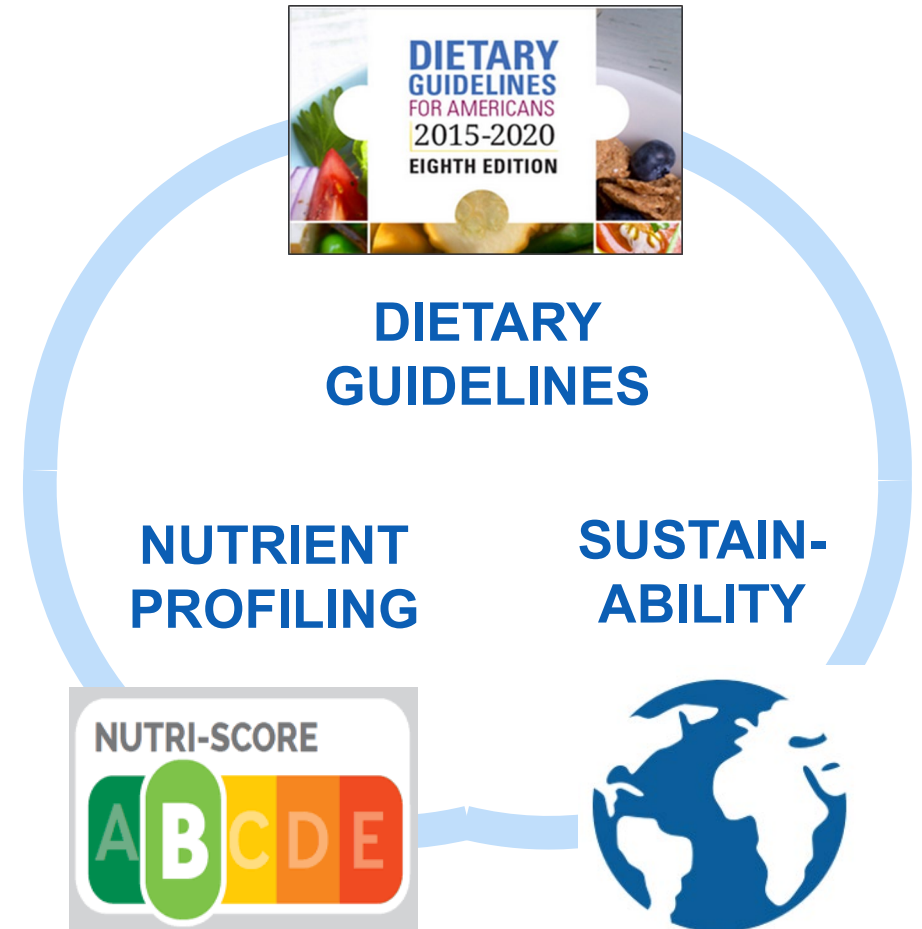 DIETARY
GUIDELINES
FOR AMERICANS
2015-2020
EIGHTH EDITION
DIETARY
GUIDELINES
NUTRIENT
PROFILING
SUSTAIN-
ABILITY
NUTRI-SCORE
A B C D E